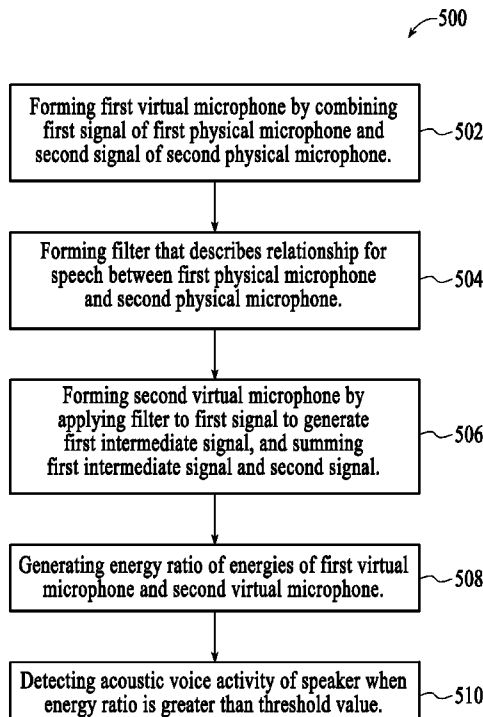 500
Forming first virtual microphone by combining
first signal of first physical microphone and
second signal of second physical microphone.
502
Forming filter that describes relationship for
speech between first physical microphone
and second physical microphone.
504
Forming second virtual microphone by
applying filter to first signal to generate
first intermediate signal, and summing
first intermediate signal and second signal.
506
Generating energy ratio of energies of first virtual
microphone and second virtual microphone.
508
Detecting acoustic voice activity of speaker when
energy ratio is greater than threshold value.
510